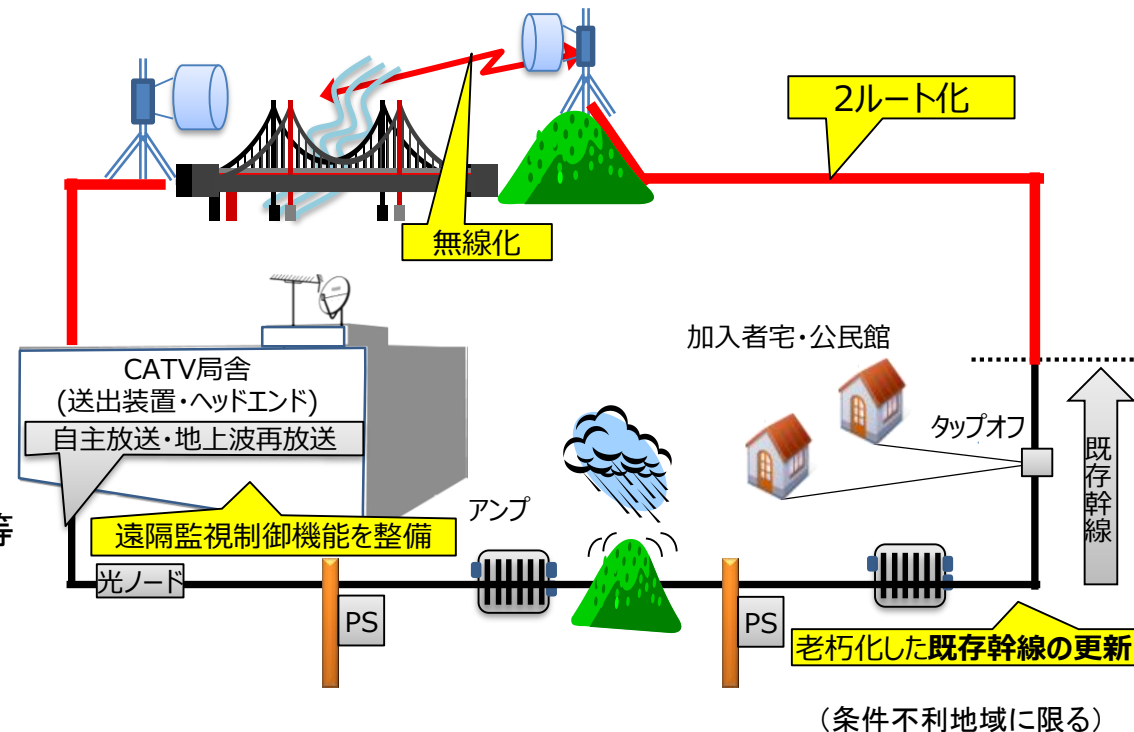 2ルート化
無線化
加入者宅・公民館
CATV局舎
(送出装置・ヘッドエンド)
自主放送・地上波再放送
タップオフ
既存幹線
アンプ
等
遠隔監視制御機能を整備
光ノード
PS
PS
老朽化した既存幹線の更新
（条件不利地域に限る）